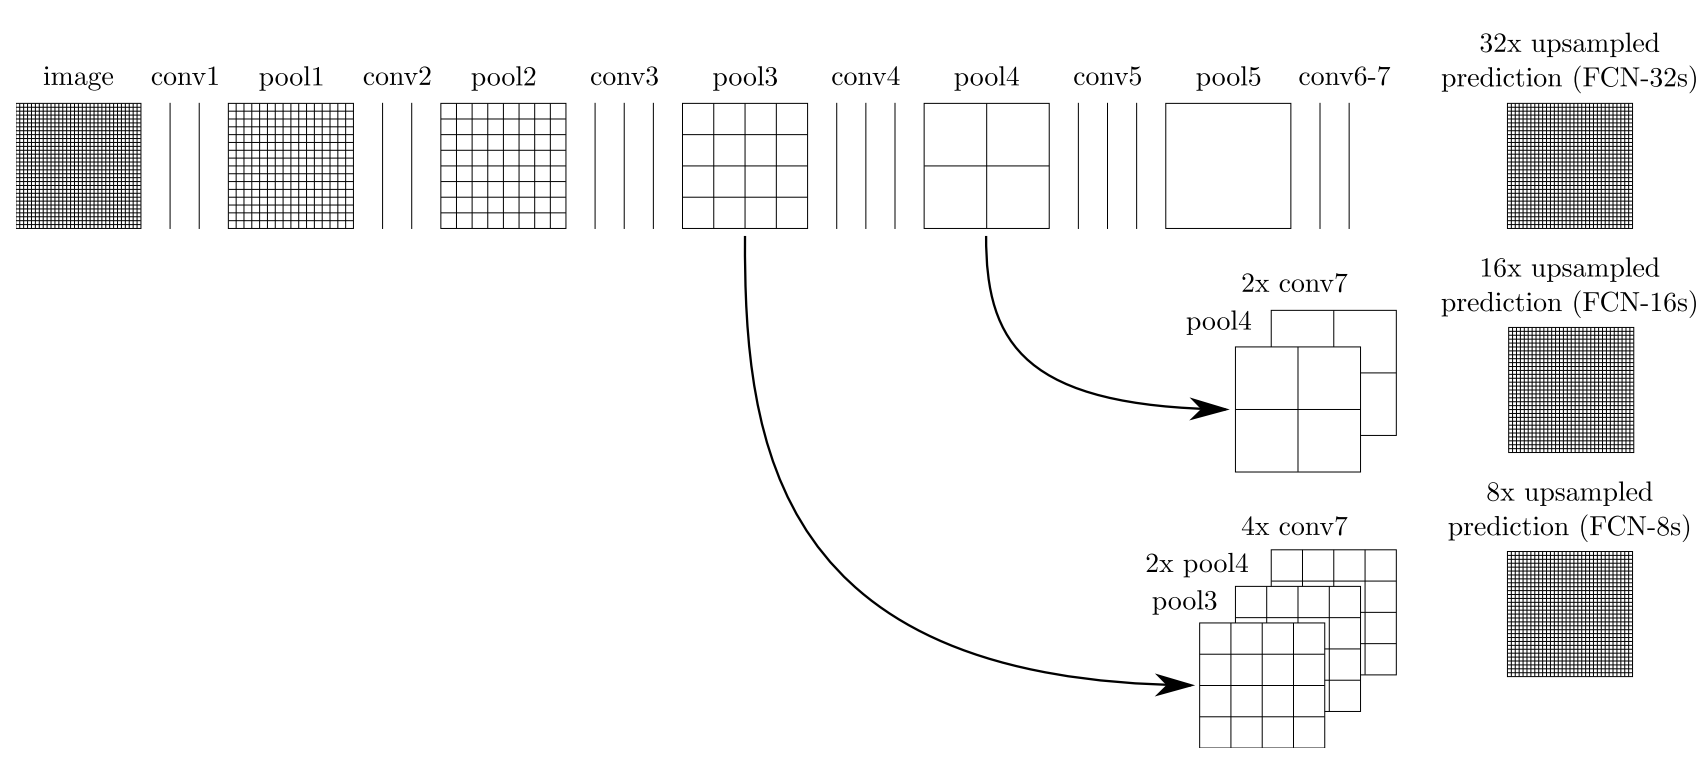 image
conv1
pool1
conv2
pool2
conv3
pool3
conv4
pool4
conv5
pool5
conv6-7
32x upsampled
prediction (FCN-32s)
2x conv7
pool4
16x upsampled
prediction (FCN-16s)
4x conv7
2x pool4
pool3
8x upsampled
prediction (FCN-8s)